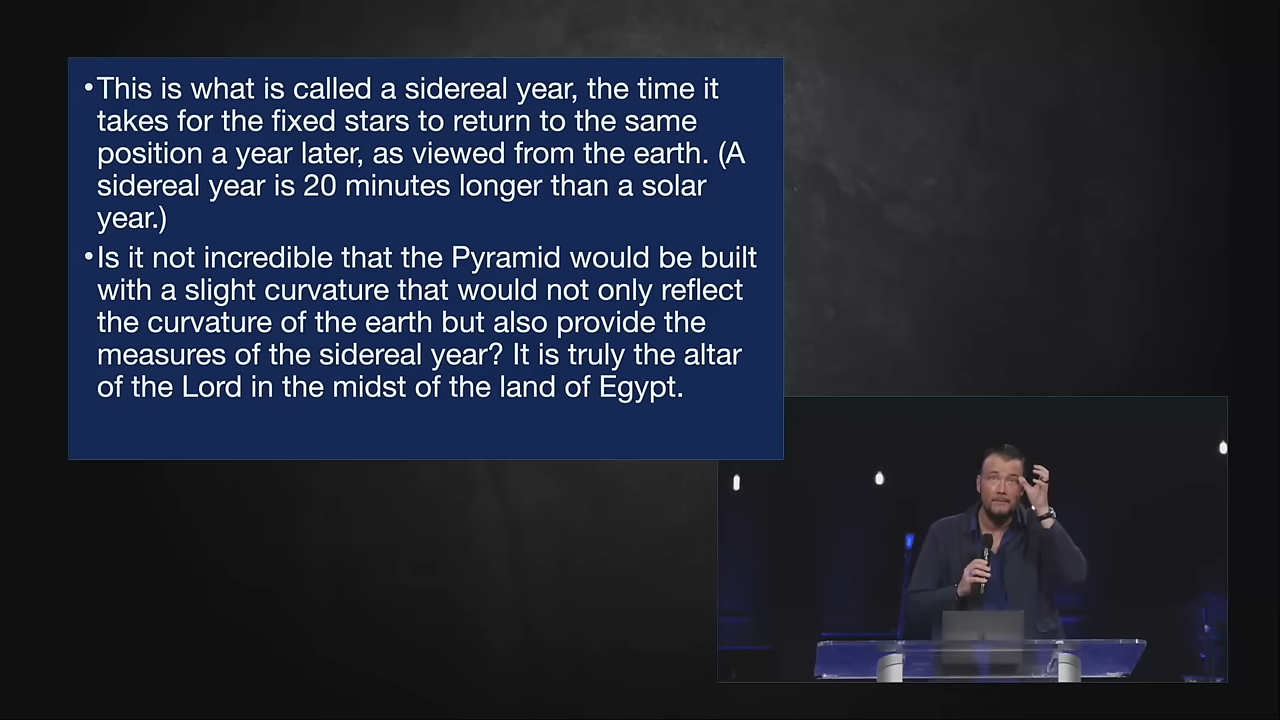 •This is what is called a sidereal year, the time it
takes for the fixed stars to return to the same
position a year later, as viewed from the earth. (A
sidereal year is 20 minutes longer than a solar
year.)
•Is it not incredible that the Pyramid would be built
with a slight curvature that would not only reflect
the curvature of the earth but also provide the
measures of the sidereal year? It is truly the altar
of the Lord in the midst of the land of Egypt.